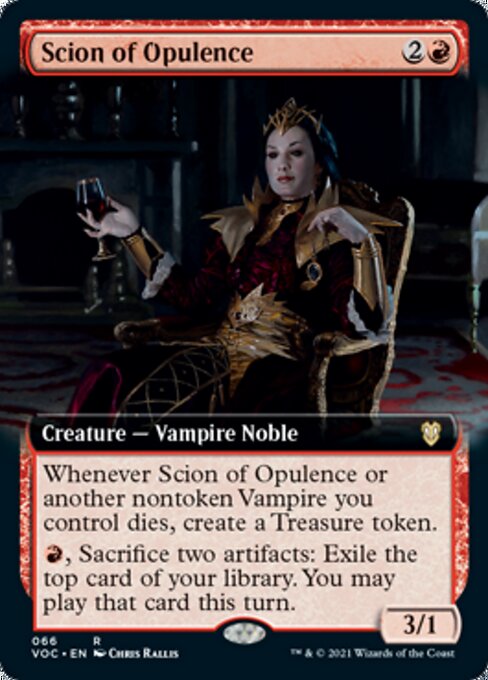 Scion of Opulence 2
Creature — Vampire Noble
Whenever Scion of Opulence or
another nontoken Vampire you
control dies, create a Treasure token.
, Sacrifice two artifacts: Exile the
top card of your library. You may
play that card this turn.
3/1
066 R
VOC • EN Chris Rallis
™ & © 2021 Wizards of the Coast